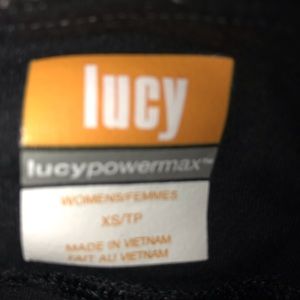 lucy
lucypowermax™
WOMENS/FEMMES
XS/TP
MADE IN VIETNAM
FAIT AU VIETNAM